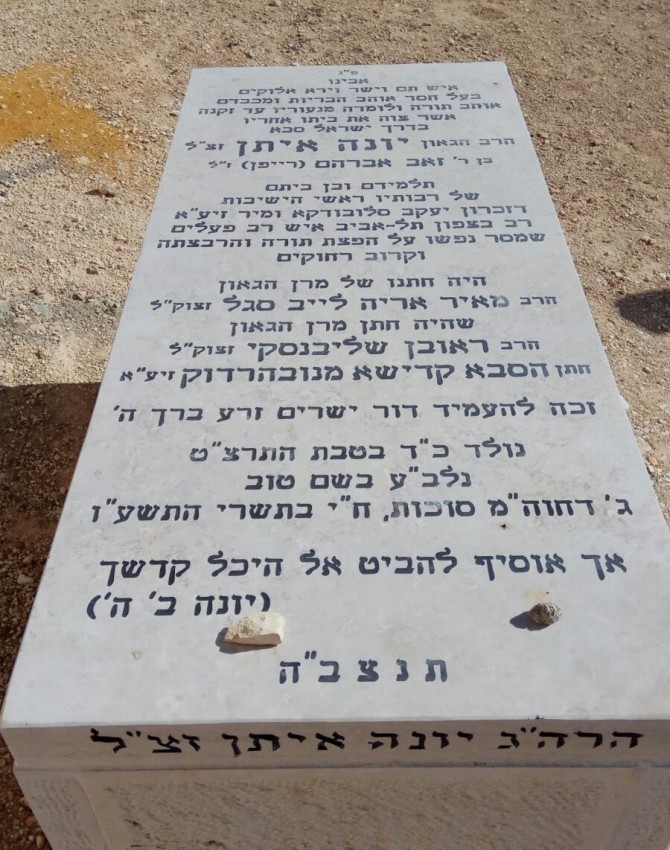 פ"נ
אבינו
איש תם וישר וירא אלוקים
בעל חסד אוהב הבריות ומכבדם
אוהב תורה ולומדה מנעוריו עד זקנה
אשר צוה את ביתו אחריו
בדרך ישראל סבא
הרב הגאון יונה איתן זצ"ל
בן ר' זאב אברהם (רייפן) ז"ל
תלמידם ובן ביתם
של רבותיו ראשי הישיבות
דזכרון יעקב סלובודקא ומיר זיע"א
רב בצפון תל-אביב איש רב פעלים
שמסר נפשו על הפצת תורה והרבצתה
וקרוב רחוקים
היה חתנו של מרן הגאון
הרב מאיר אריה לייב סגל זצוק"ל
שהיה חתן מרן הגאון
הרב ראובן שליבנסקי זצוק"ל
חתן הסבא קדישא מנובהרדוק זיע"א
זכה להעמיד דור ישרים זרע ברך ה'
נולד כ"ד בטבת התרצ"ט
נלב"ע בשם טוב
ג' דחוה"מ סוכות, ח"י בתשרי התשע"ז
אך אוסיף להביט אל היכל קדשך
(יונה ב' ה')
ת נ צ ב "ה
הרה"ג יונה איתן זצ"ל